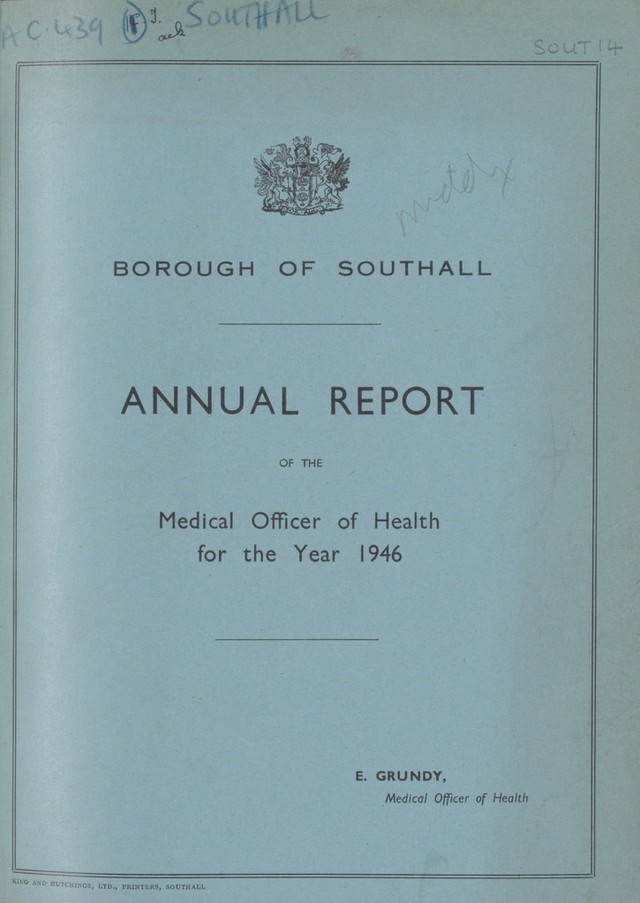 AC.439 F J. SOUTHALL
ack
SOUT 14
BOROUGH OF SOUTHALL
ANNUAL REPORT
OF THE
Medical Officer of Health
for the Year 1946
E. GRUNDY,
Medical Officer of Health
KING AND HUTCHINGS, LTD., PRINTERS, SOUTHALL